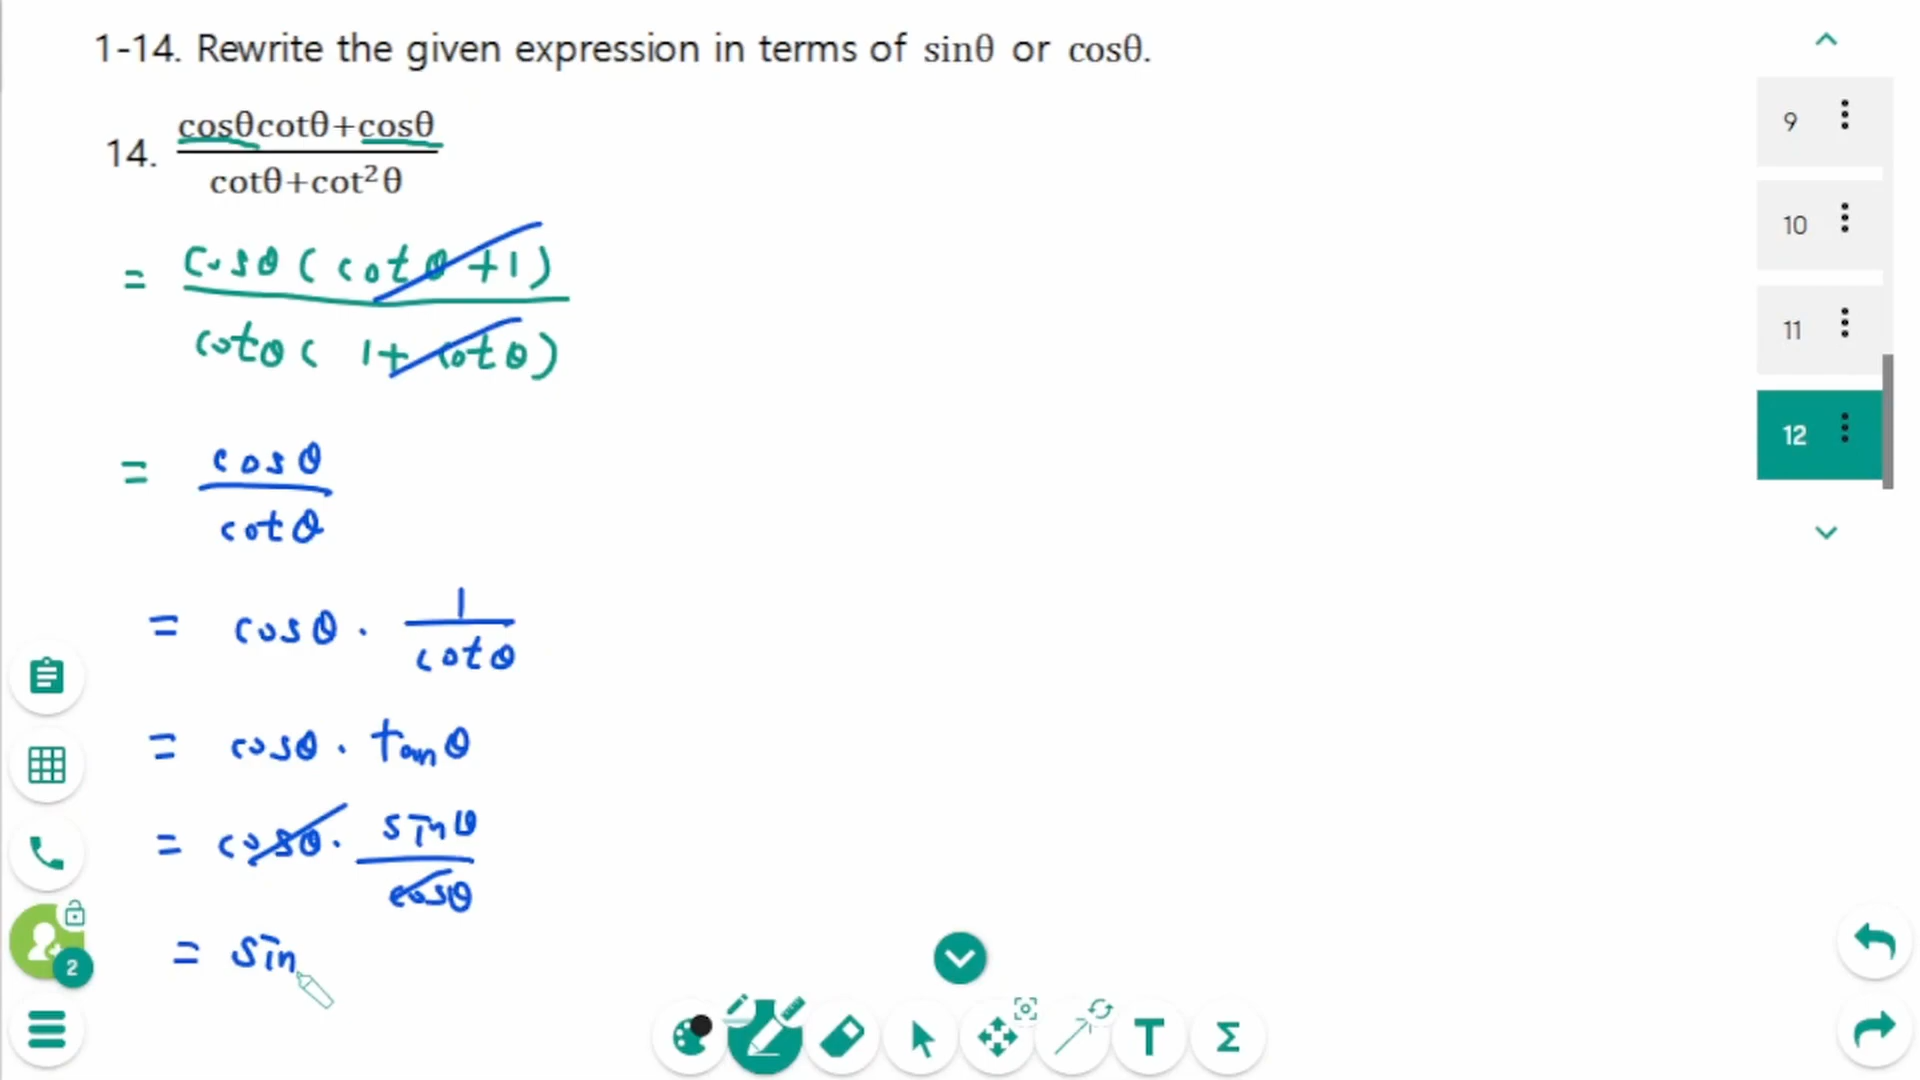 1-14. Rewrite the given expression in terms of sinθ or cosθ.
14. cosθcotθ+cosθ
cotθ+cot²θ
= cosθ ( cotθ +1)
cotθ ( 1+ cotθ)
= cosθ
cotθ
= cosθ · 1
cotθ
= cosθ · tanθ
= cosθ · sinθ
cosθ
= sin
9
10
11
12
2
T
Σ